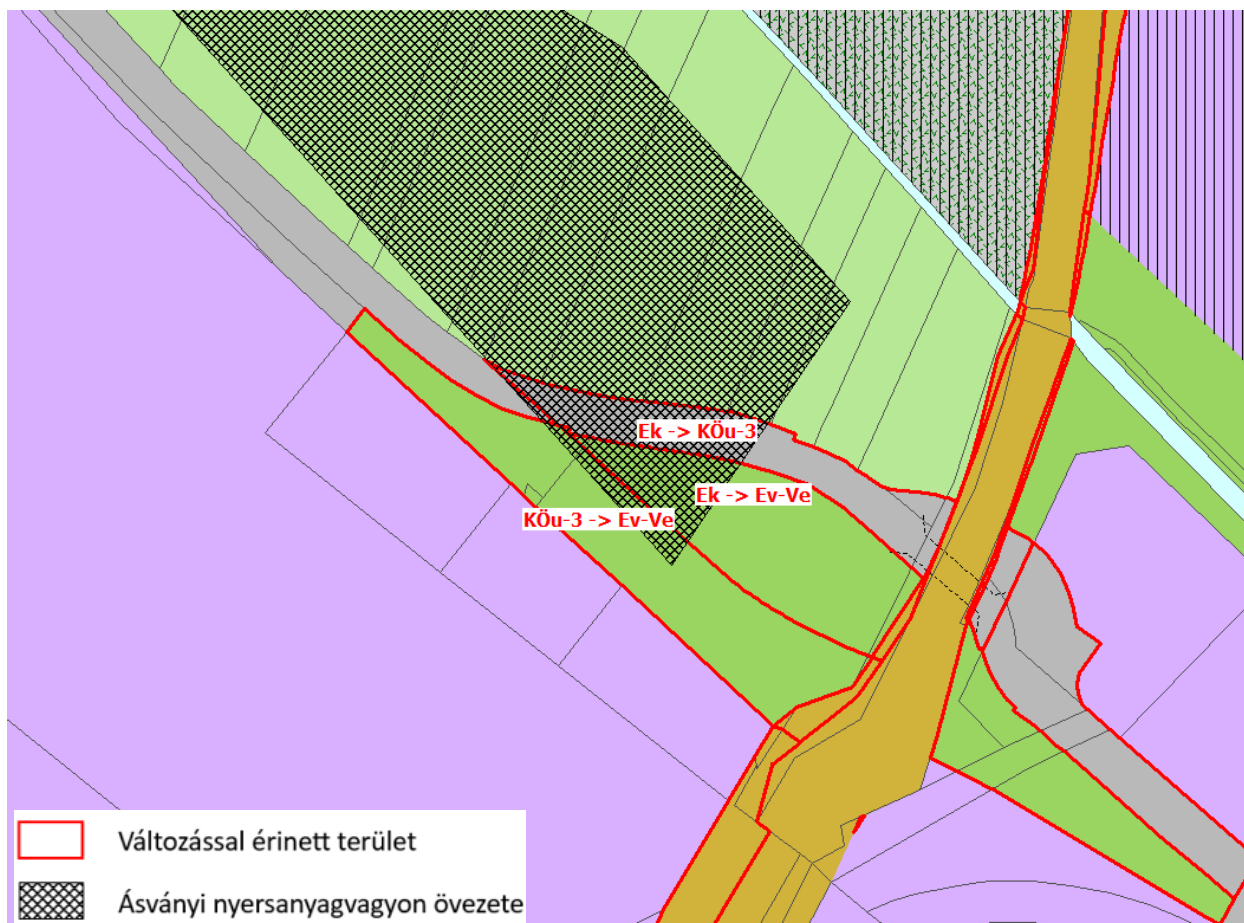 Ek -> KÖu-3
Ek -> Ev-Ve
KÖu-3 -> Ev-Ve
Változással érinett terület
Ásványi nyersanyagvagyon övezete